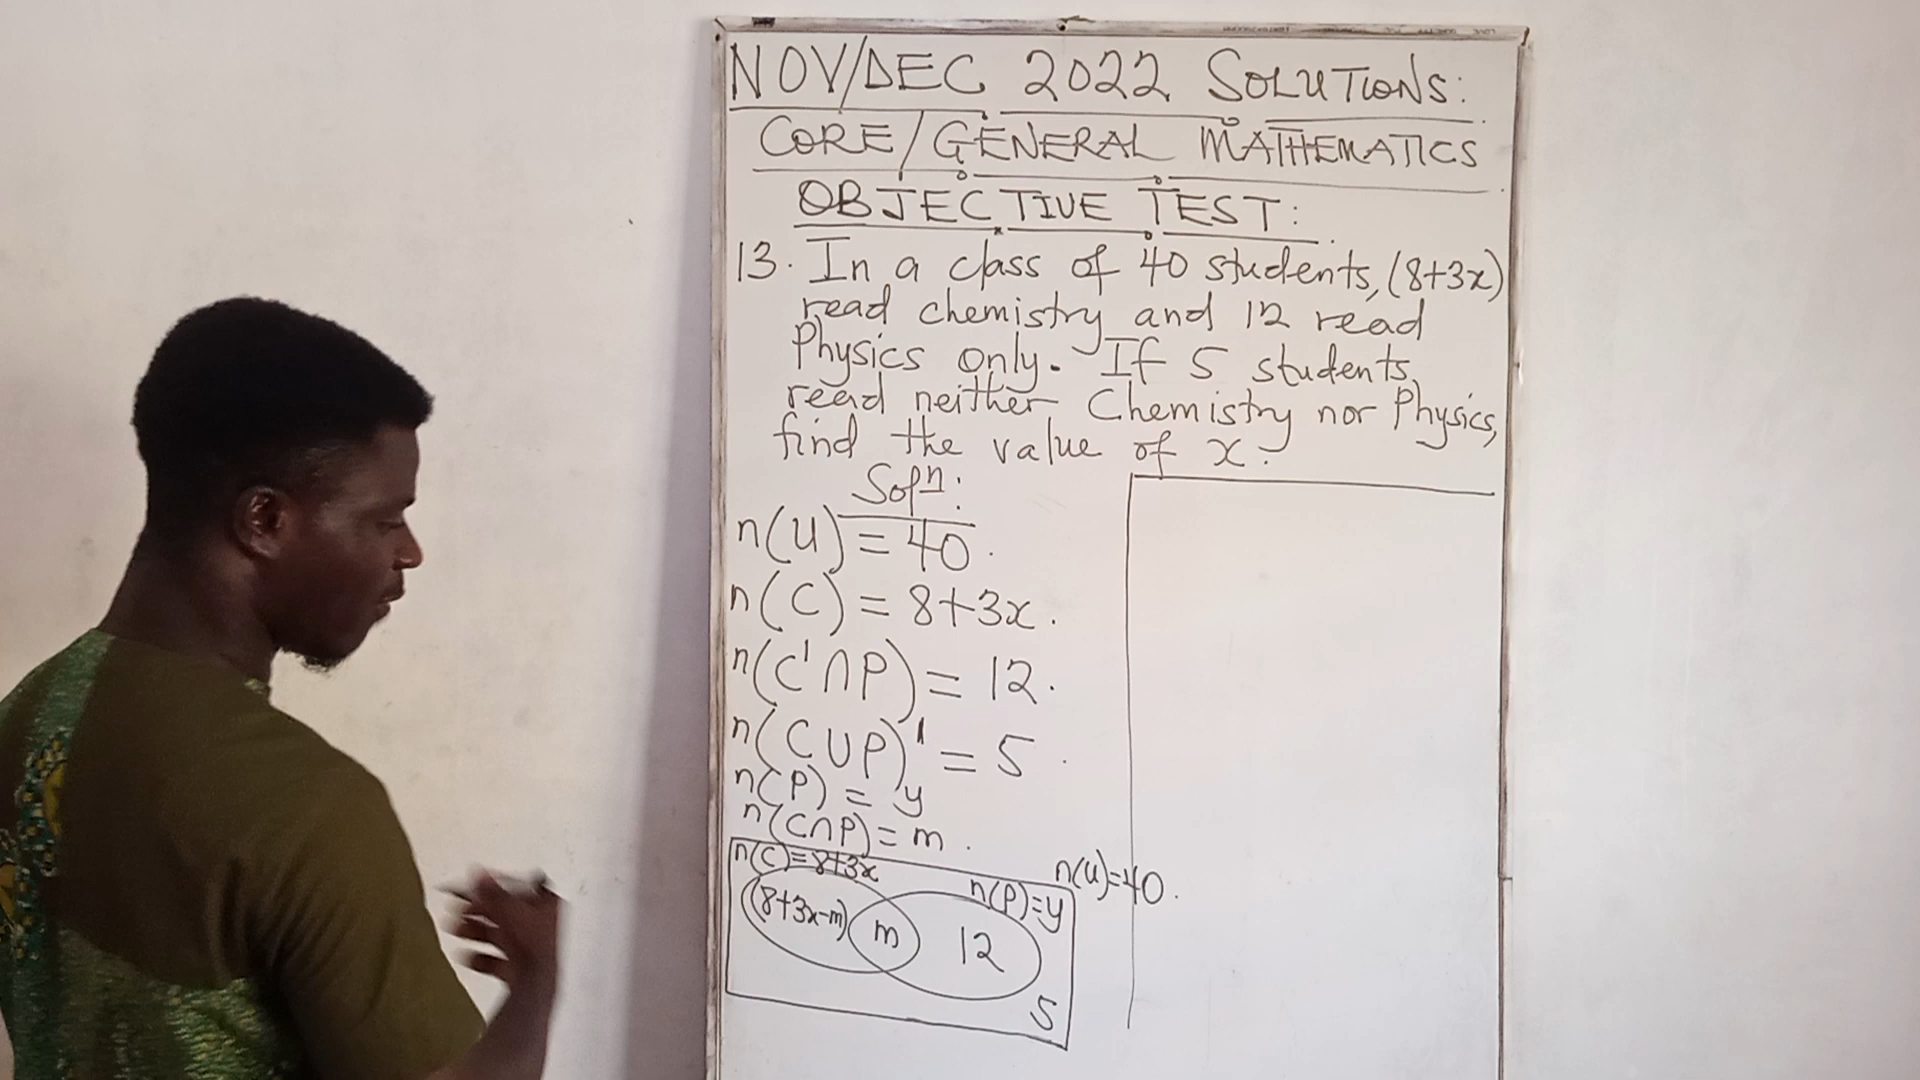 NOV/DEC 2022 SOLUTIONS:
CORE/GENERAL MATHEMATICS
OBJECTIVE TEST:
13. In a class of 40 students, (8+3x)
read chemistry and 12 read
Physics only. If 5 students
read neither Chemistry nor Physics,
find the value of x.
Solⁿ:
n(U) = 40.
n(C) = 8+3x.
n(C'∩P) = 12.
n(C∪P)' = 5.
n(P) = y
n(C∩P) = m.
n(C)=8+3x
n(U)=40.
n(P)=y
(8+3x-m) m 12
5